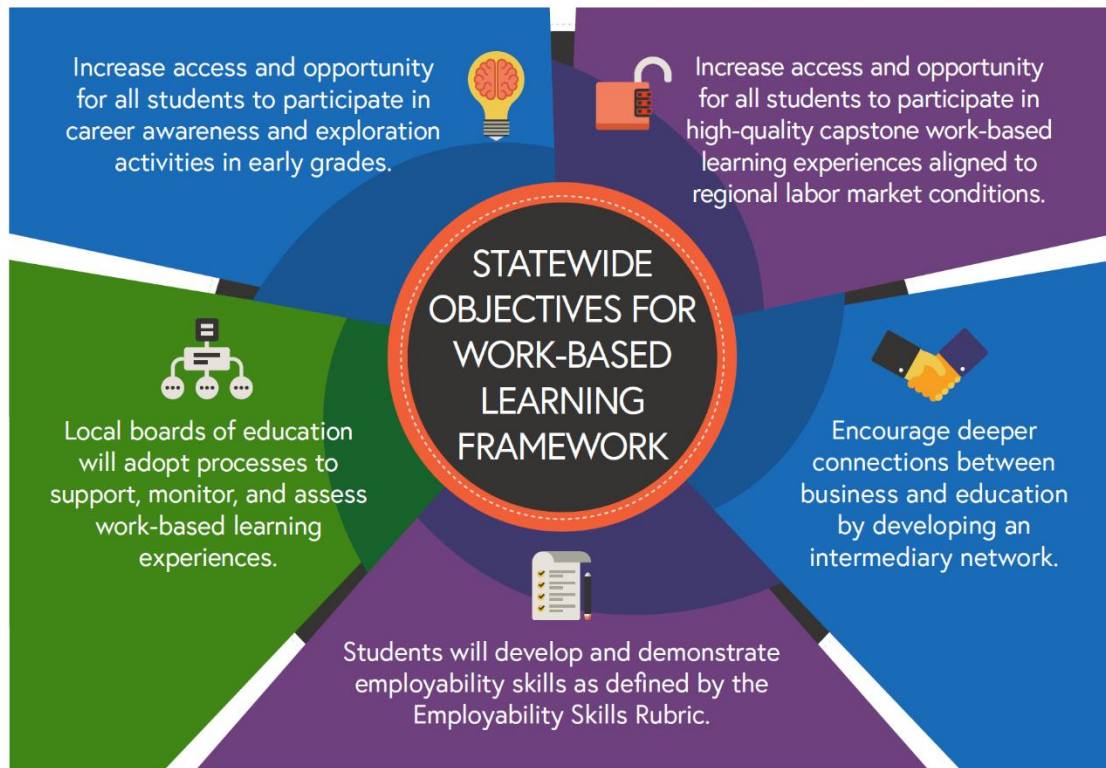 Increase access and opportunity
for all students to participate in
career awareness and exploration
activities in early grades.
Increase access and opportunity
for all students to participate in
high-quality capstone work-based
learning experiences aligned to
regional labor market conditions.
STATEWIDE
OBJECTIVES FOR
WORK-BASED
LEARNING
FRAMEWORK
Local boards of education
will adopt processes to
support, monitor, and assess
work-based learning
experiences.
Encourage deeper
connections between
business and education
by developing an
intermediary network.
Students will develop and demonstrate
employability skills as defined by the
Employability Skills Rubric.